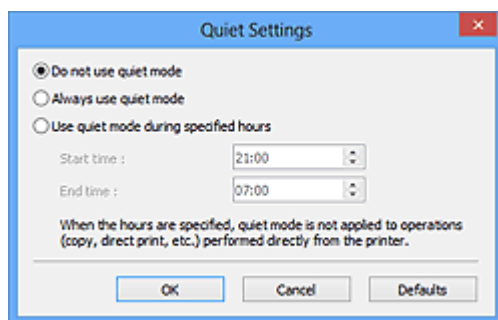 Quiet Settings
Do not use quiet mode
Always use quiet mode
Use quiet mode during specified hours
Start time : 21:00
End time : 07:00
When the hours are specified, quiet mode is not applied to operations
(copy, direct print, etc.) performed directly from the printer.
OK Cancel Defaults